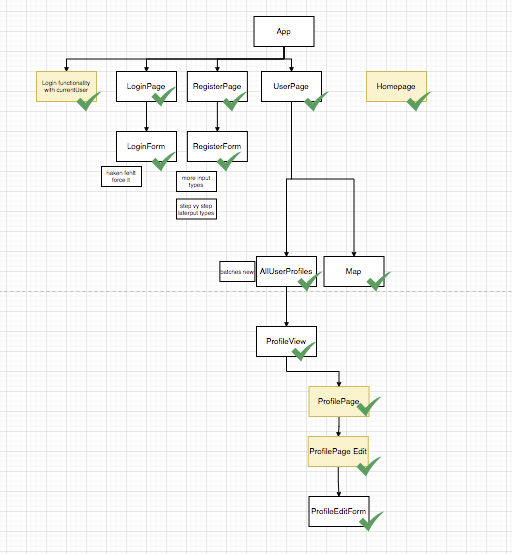 App
Login functionality
with currentUser
LoginPage
RegisterPage
UserPage
Homepage
LoginForm
RegisterForm
haken fehlt
force it
more input
types
step vy step
laterput types
batches new
AllUserProfiles
Map
ProfileView
ProfilePage
ProfilePage Edit
ProfileEditForm